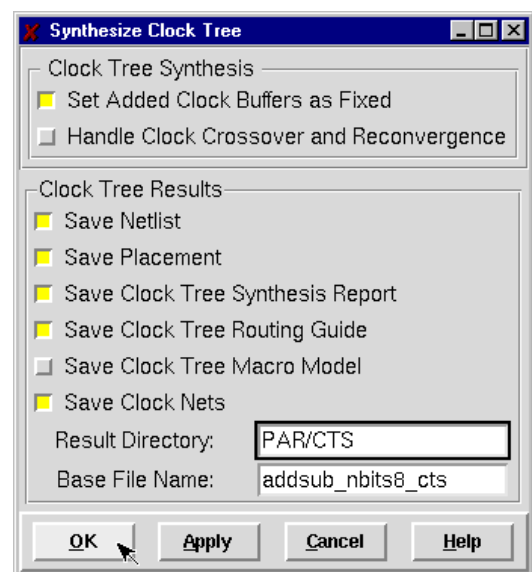 Synthesize Clock Tree
Clock Tree Synthesis
Set Added Clock Buffers as Fixed
Handle Clock Crossover and Reconvergence
Clock Tree Results
Save Netlist
Save Placement
Save Clock Tree Synthesis Report
Save Clock Tree Routing Guide
Save Clock Tree Macro Model
Save Clock Nets
Result Directory: PAR/CTS
Base File Name: addsub_nbits8_cts
OK Apply Cancel Help